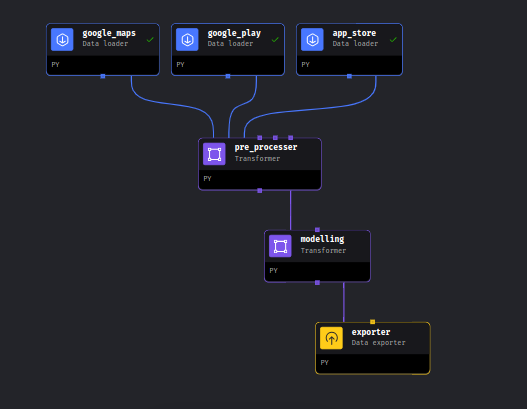 google_maps
Data loader
PY
google_play
Data loader
PY
app_store
Data loader
PY
pre_processer
Transformer
PY
modelling
Transformer
PY
exporter
Data exporter
PY